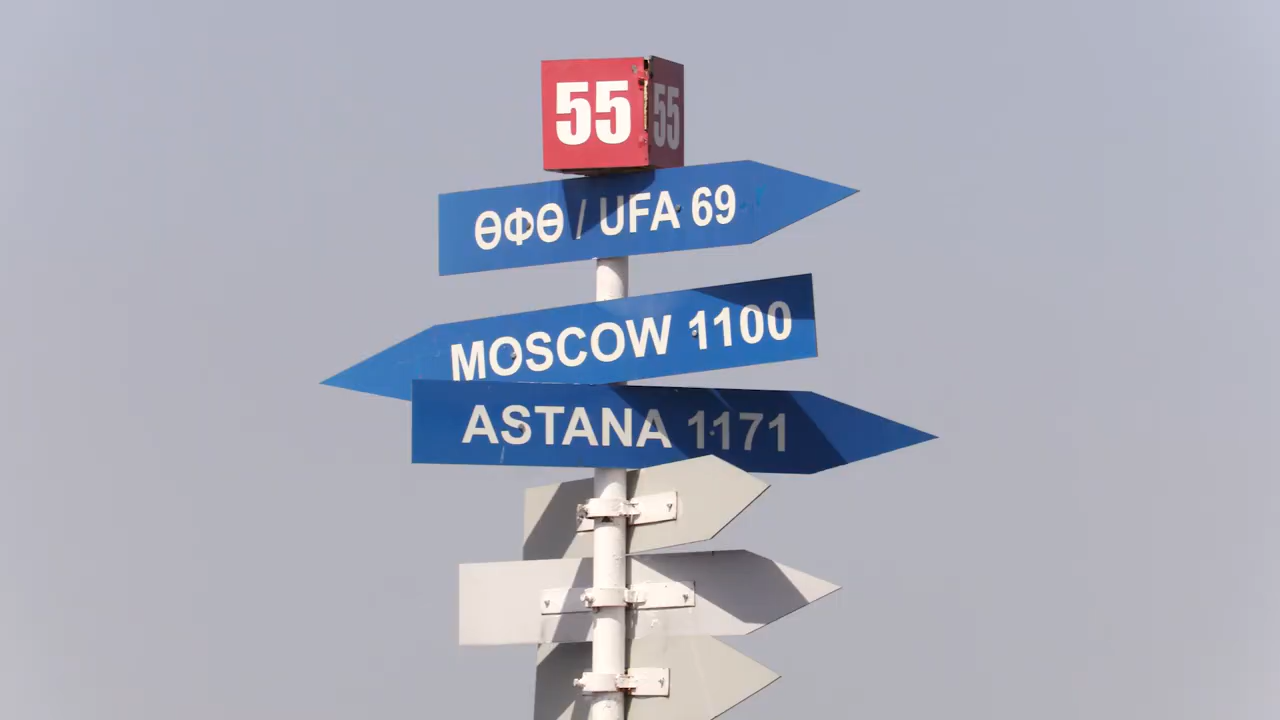 55
55
ӨФӨ / UFA 69
MOSCOW 1100
ASTANA 1171